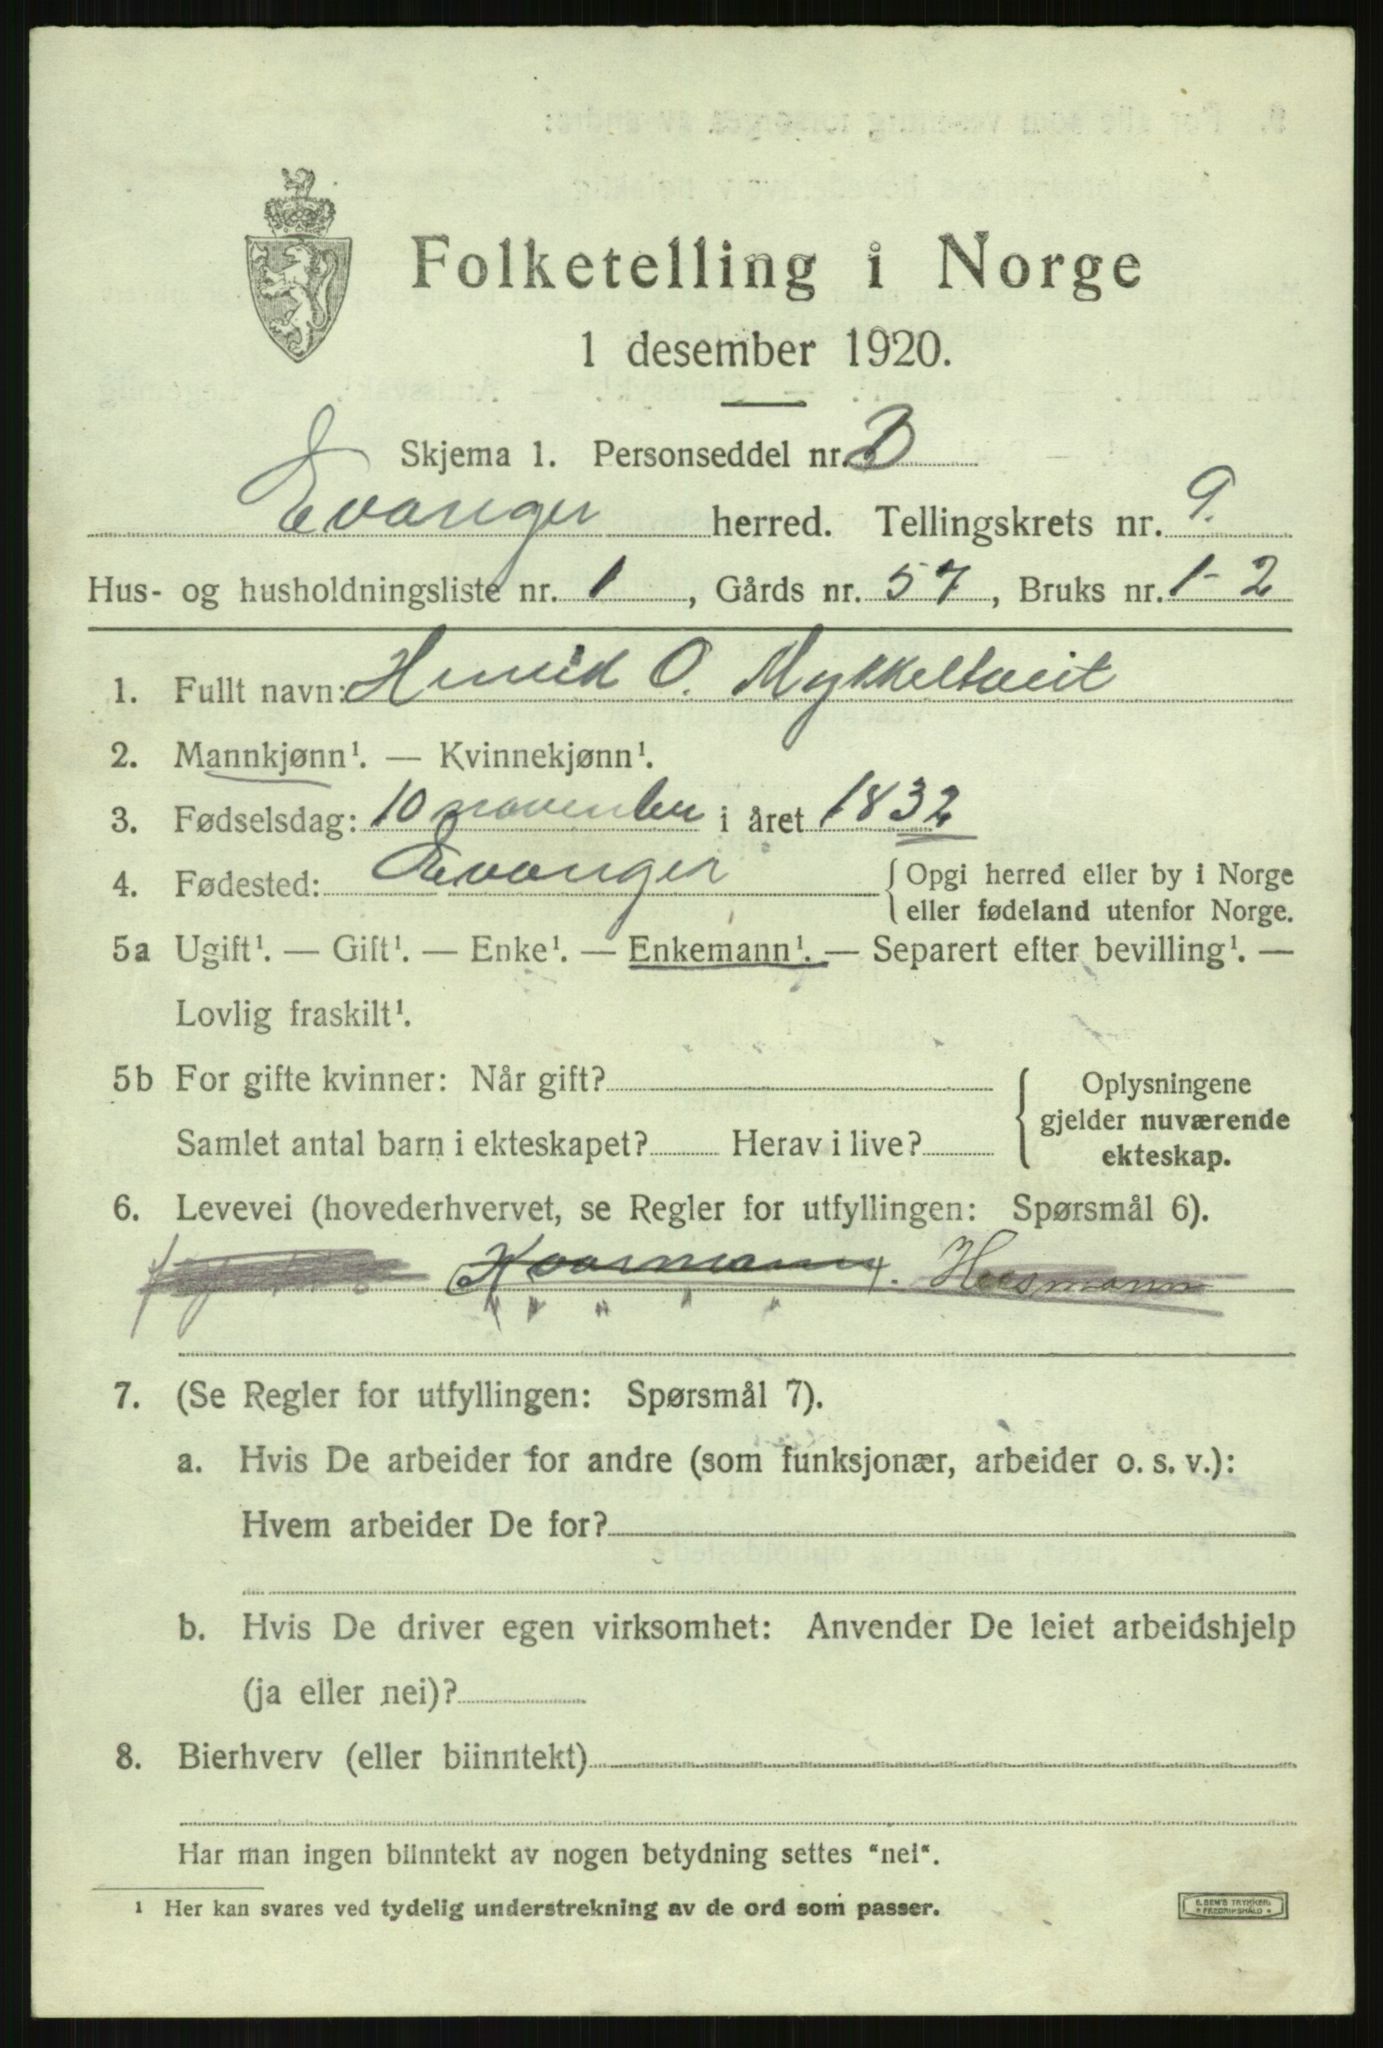 Folketelling i Norge
1 desember 1920.
Skjema 1. Personseddel nr. 3
Evanger herred. Tellingskrets nr. 9.
Hus- og husholdningsliste nr. 1, Gårds nr. 57, Bruks nr. 1-2
1. Fullt navn: Henrik O. Mykkeltveit
2. Mannkjønn¹. — Kvinnekjønn¹.
3. Fødselsdag: 10 november i året 1832
4. Fødested: Evanger { Opgi herred eller by i Norge
eller fødeland utenfor Norge.
5a Ugift¹. — Gift¹. — Enke¹. — Enkemann¹. — Separert efter bevilling¹. —
Lovlig fraskilt¹.
5b For gifte kvinner: Når gift? { Oplysningene
gjelder nuværende
Samlet antal barn i ekteskapet? Herav i live?
ekteskap.
6. Levevei (hovederhvervet, se Regler for utfyllingen: Spørsmål 6).
Kaarmann.
" " " " "
7. (Se Regler for utfyllingen: Spørsmål 7).
a. Hvis De arbeider for andre (som funksjonær, arbeider o. s. v.):
Hvem arbeider De for?
b. Hvis De driver egen virksomhet: Anvender De leiet arbeidshjelp
(ja eller nei)?
8. Bierhverv (eller biinntekt)
Har man ingen biinntekt av nogen betydning settes "nei".
¹ Her kan svares ved tydelig understrekning av de ord som passer.